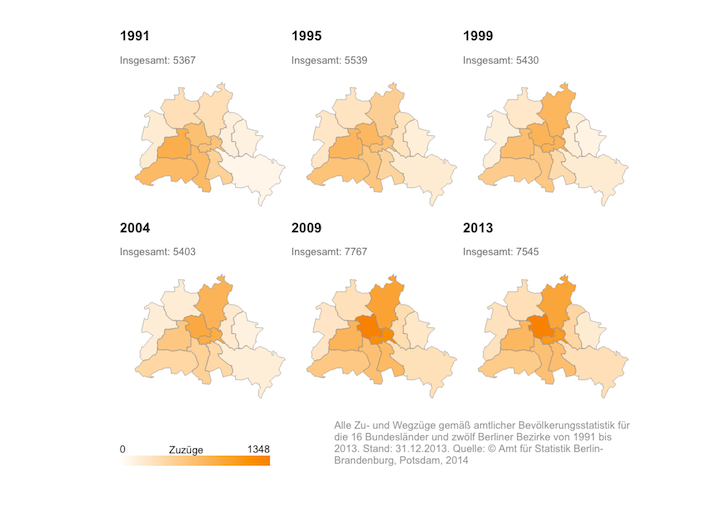 1991
1995
1999
Insgesamt: 5367
Insgesamt: 5539
Insgesamt: 5430
2004
2009
2013
Insgesamt: 5403
Insgesamt: 7767
Insgesamt: 7545
Alle Zu- und Wegzüge gemäß amtlicher Bevölkerungsstatistik für
die 16 Bundesländer und zwölf Berliner Bezirke von 1991 bis
2013. Stand: 31.12.2013. Quelle: © Amt für Statistik Berlin-
Brandenburg, Potsdam, 2014
0 Zuzüge 1348